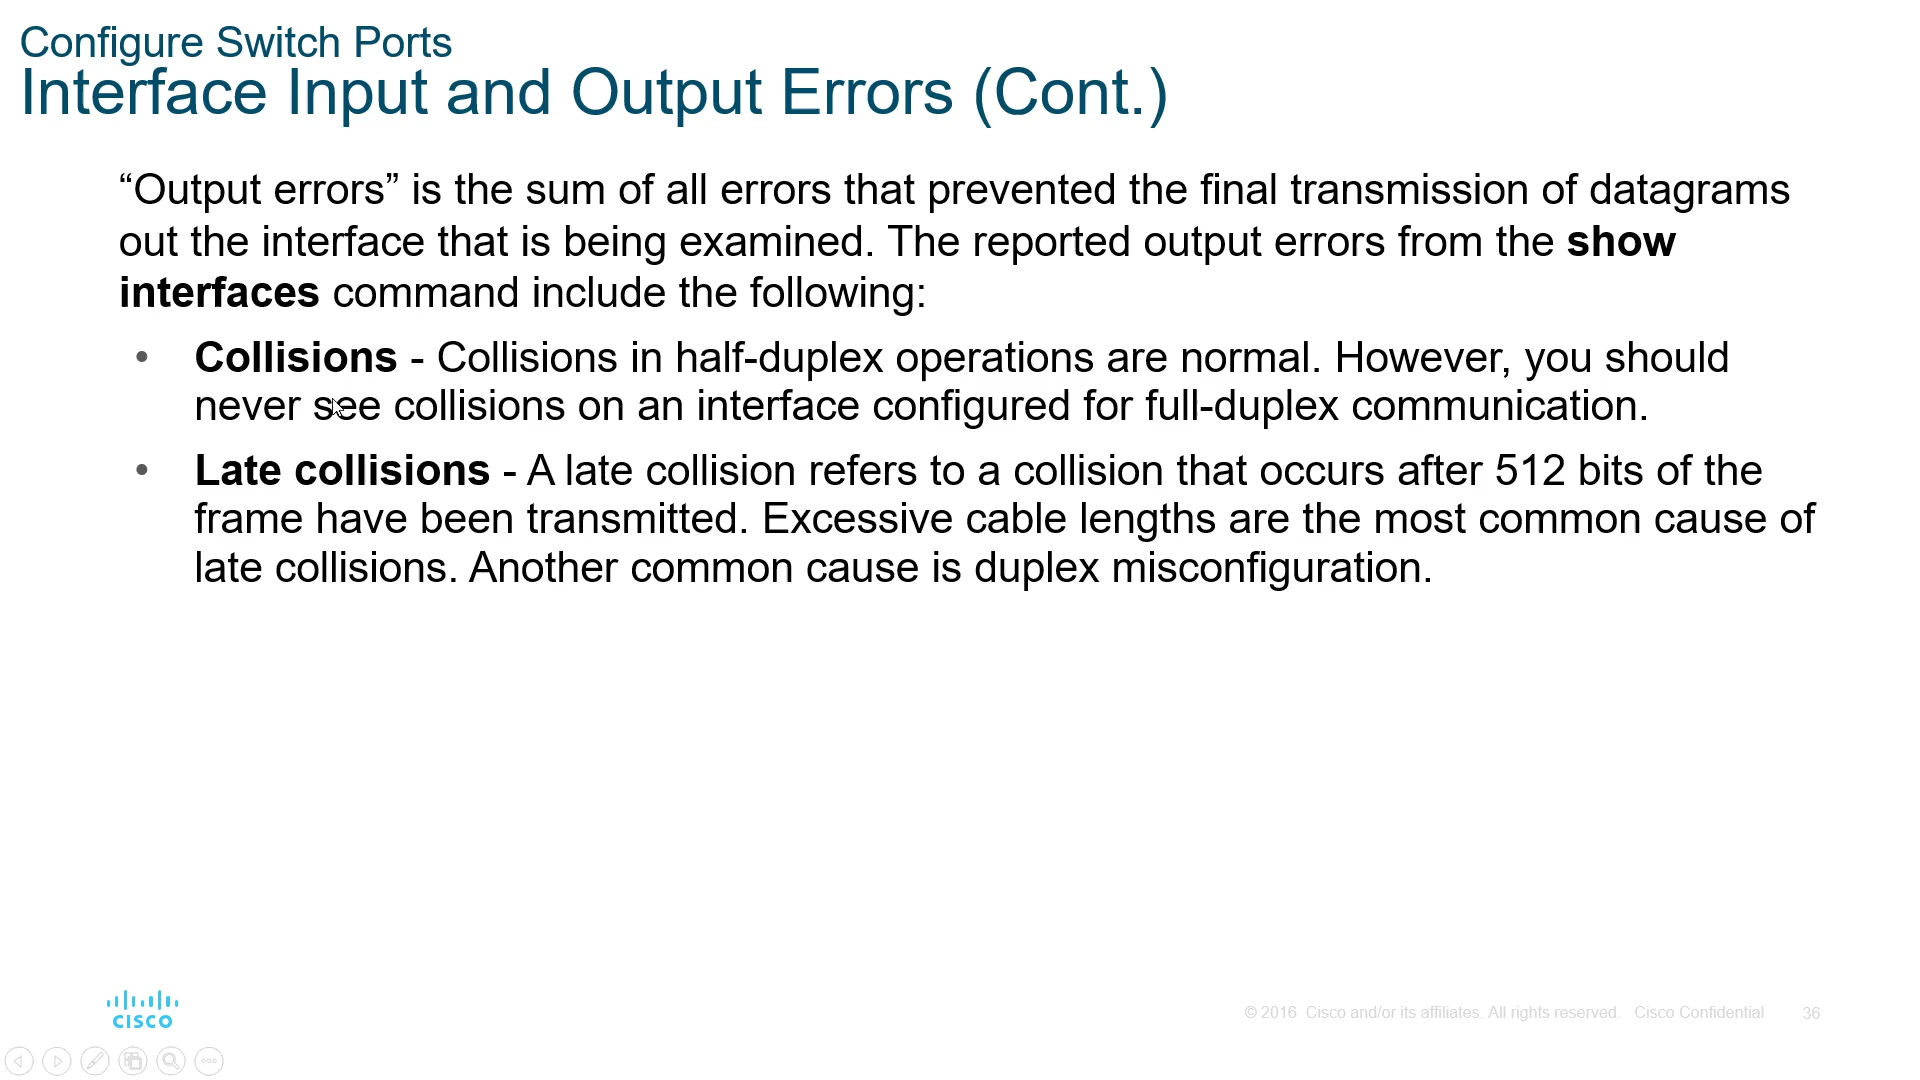 Configure Switch Ports
Interface Input and Output Errors (Cont.)
“Output errors” is the sum of all errors that prevented the final transmission of datagrams
out the interface that is being examined. The reported output errors from the show
interfaces command include the following:
• Collisions - Collisions in half-duplex operations are normal. However, you should
never see collisions on an interface configured for full-duplex communication.
• Late collisions - A late collision refers to a collision that occurs after 512 bits of the
frame have been transmitted. Excessive cable lengths are the most common cause of
late collisions. Another common cause is duplex misconfiguration.
CISCO
© 2016 Cisco and/or its affiliates. All rights reserved. Cisco Confidential 36